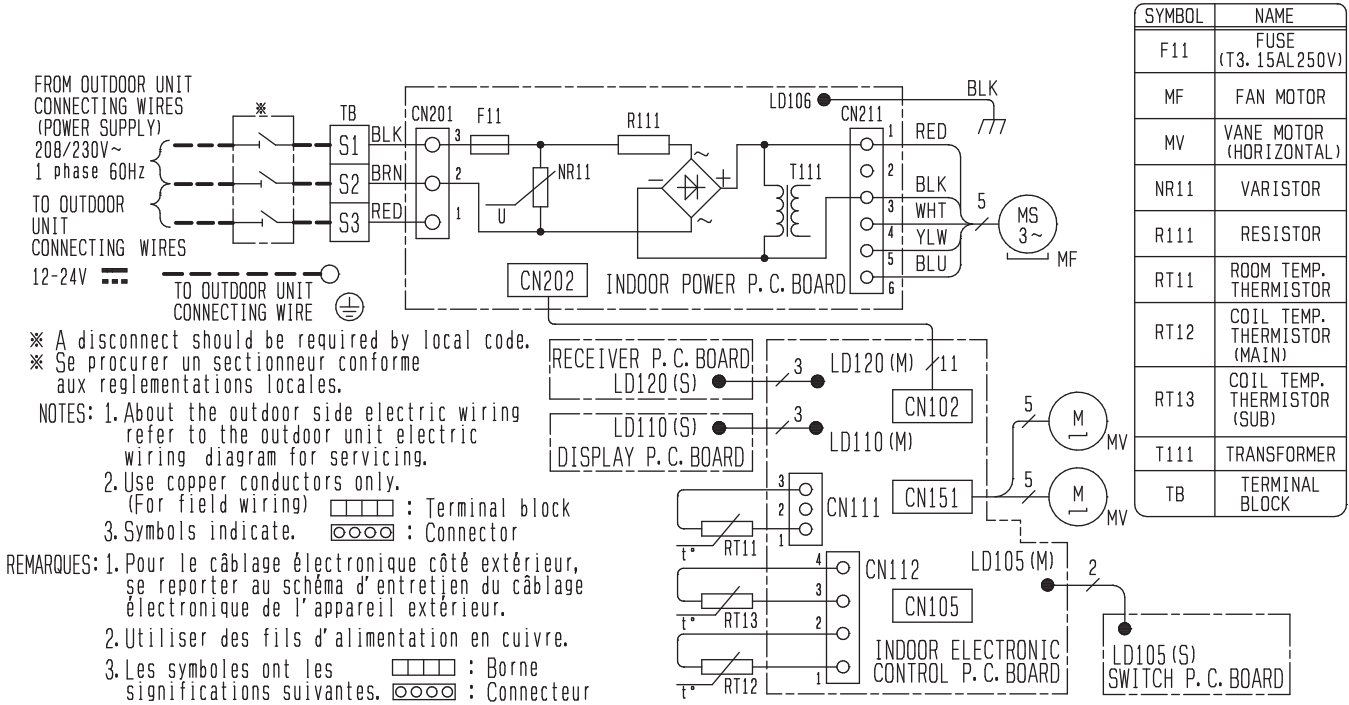 FROM OUTDOOR UNIT
CONNECTING WIRES
(POWER SUPPLY)
208/230V~
1 phase 60Hz
TO OUTDOOR
UNIT
CONNECTING WIRES
12-24V
TO OUTDOOR UNIT
CONNECTING WIRE
※
TB
S1
S2
S3
BLK
BRN
RED
CN201
3
2
1
F11
NR11
U
R111
~
−
+
~
T111
LD106
BLK
CN211
1
2
3
4
5
6
RED
BLK
WHT
YLW
BLU
5
MS
3~
MF
CN202
INDOOR POWER P.C.BOARD
※ A disconnect should be required by local code.
※ Se procurer un sectionneur conforme
aux reglementations locales.
NOTES: 1. About the outdoor side electric wiring
refer to the outdoor unit electric
wiring diagram for servicing.
2. Use copper conductors only.
(For field wiring)
: Terminal block
3. Symbols indicate.
: Connector
REMARQUES: 1. Pour le câblage électronique côté extérieur,
se reporter au schéma d'entretien du câblage
électronique de l'appareil extérieur.
2. Utiliser des fils d'alimentation en cuivre.
3. Les symboles ont les
: Borne
significations suivantes.
: Connecteur
RECEIVER P.C.BOARD
LD120(S)
3
LD120(M)
11
LD110(S)
3
LD110(M)
DISPLAY P.C.BOARD
CN102
CN151
5
M
MV
5
M
MV
3
2
1
CN111
t°
RT11
4
3
2
1
CN112
t°
RT13
t°
RT12
CN105
LD105(M)
2
INDOOR ELECTRONIC
CONTROL P.C.BOARD
LD105(S)
SWITCH P.C.BOARD
SYMBOL NAME
F11 FUSE
(T3.15AL250V)
MF FAN MOTOR
MV VANE MOTOR
(HORIZONTAL)
NR11 VARISTOR
R111 RESISTOR
RT11 ROOM TEMP.
THERMISTOR
RT12 COIL TEMP.
THERMISTOR
(MAIN)
RT13 COIL TEMP.
THERMISTOR
(SUB)
T111 TRANSFORMER
TB TERMINAL
BLOCK